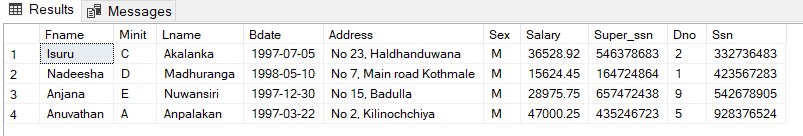 Results Messages
Fname Minit Lname Bdate Address Sex Salary Super_ssn Dno Ssn
1 Isuru C Akalanka 1997-07-05 No 23, Haldhanduwana M 36528.92 546378683 2 332736483
2 Nadeesha D Madhuranga 1998-05-10 No 7, Main road Kothmale M 15624.45 164724864 1 423567283
3 Anjana E Nuwansiri 1997-12-30 No 15, Badulla M 28975.75 657472438 9 542678905
4 Anuvathan A Anpalakan 1997-03-22 No 2, Kilinochchiya M 47000.25 435246723 5 928376524